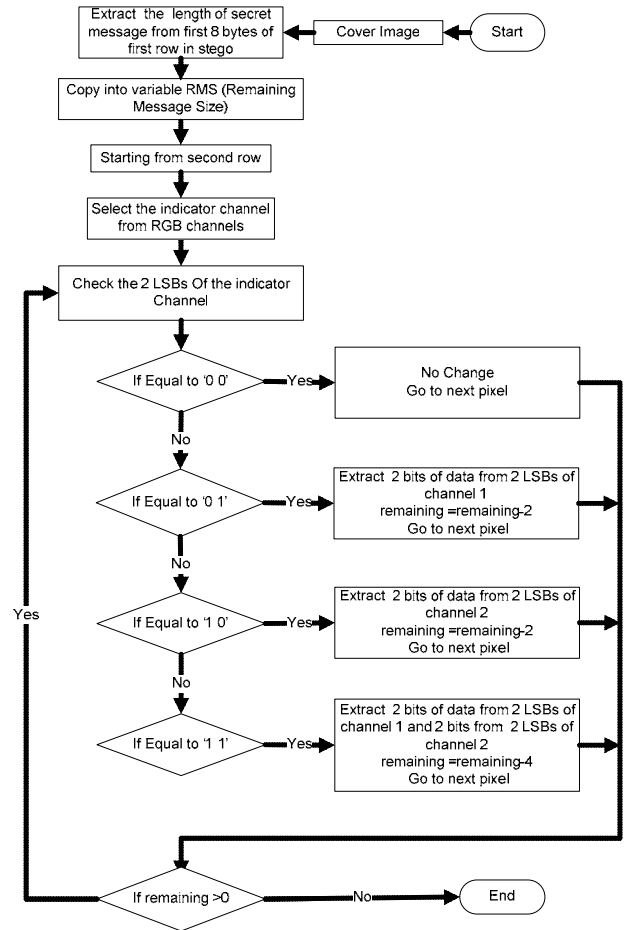 Start
Cover Image
Extract the length of secret
message from first 8 bytes of
first row in stego
Copy into variable RMS (Remaining
Message Size)
Starting from second row
Select the indicator channel
from RGB channels
Check the 2 LSBs Of the indicator
Channel
If Equal to ‘0 0’
Yes
No Change
Go to next pixel
No
If Equal to ‘0 1’
Yes
Extract 2 bits of data from 2 LSBs of
channel 1
remaining =remaining-2
Go to next pixel
No
If Equal to ‘1 0’
Yes
Extract 2 bits of data from 2 LSBs of
channel 2
remaining =remaining-2
Go to next pixel
No
If Equal to ‘1 1’
Yes
Extract 2 bits of data from 2 LSBs of
channel 1 and 2 bits from 2 LSBs of
channel 2
remaining =remaining-4
Go to next pixel
Yes
If remaining >0
No
End